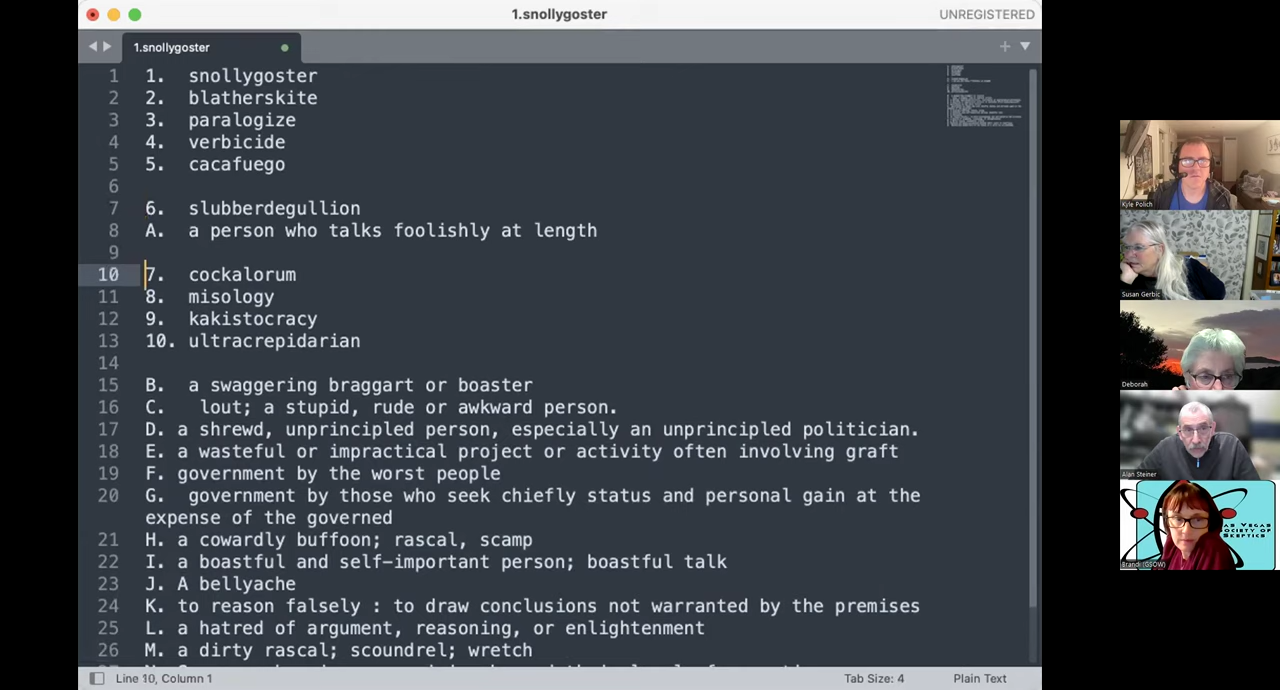 1.snollygoster
UNREGISTERED
1.snollygoster
1 1. snollygoster
2 2. blatherskite
3 3. paralogize
4 4. verbicide
5 5. cacafuego
6
7 6. slubberdegullion
8 A. a person who talks foolishly at length
9
10 7. cockalorum
11 8. misology
12 9. kakistocracy
13 10. ultracrepidarian
14
15 B. a swaggering braggart or boaster
16 C. lout; a stupid, rude or awkward person.
17 D. a shrewd, unprincipled person, especially an unprincipled politician.
18 E. a wasteful or impractical project or activity often involving graft
19 F. government by the worst people
20 G. government by those who seek chiefly status and personal gain at the
expense of the governed
21 H. a cowardly buffoon; rascal, scamp
22 I. a boastful and self-important person; boastful talk
23 J. A bellyache
24 K. to reason falsely : to draw conclusions not warranted by the premises
25 L. a hatred of argument, reasoning, or enlightenment
26 M. a dirty rascal; scoundrel; wretch
Line 10, Column 1
Tab Size: 4
Plain Text
Kyle Polich
Susan Gerbic
Deborah
Alan Steiner
VEGAS
SOCIETY OF
SKEPTICS
Brandi (GSOW)